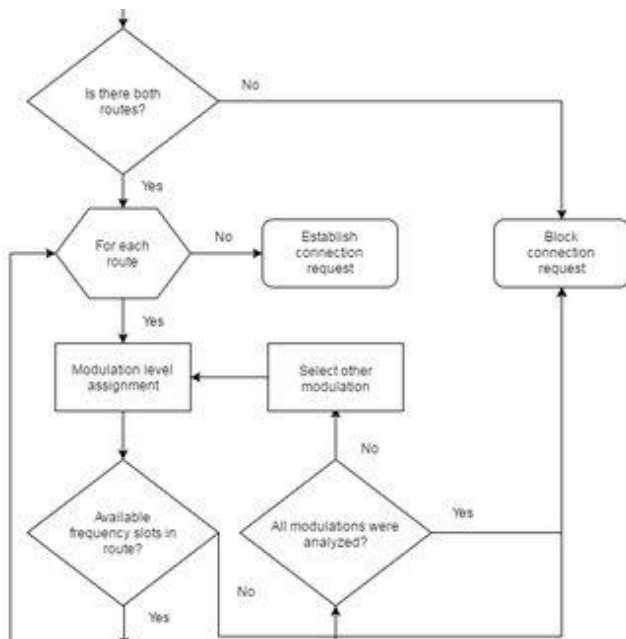 Is there both
routes?
No
Yes
For each
route
No
Establish
connection
request
Block
connection
request
Yes
Modulation level
assignment
Select other
modulation
No
Available
frequency slots in
route?
All modulations were
analyzed?
Yes
No
Yes